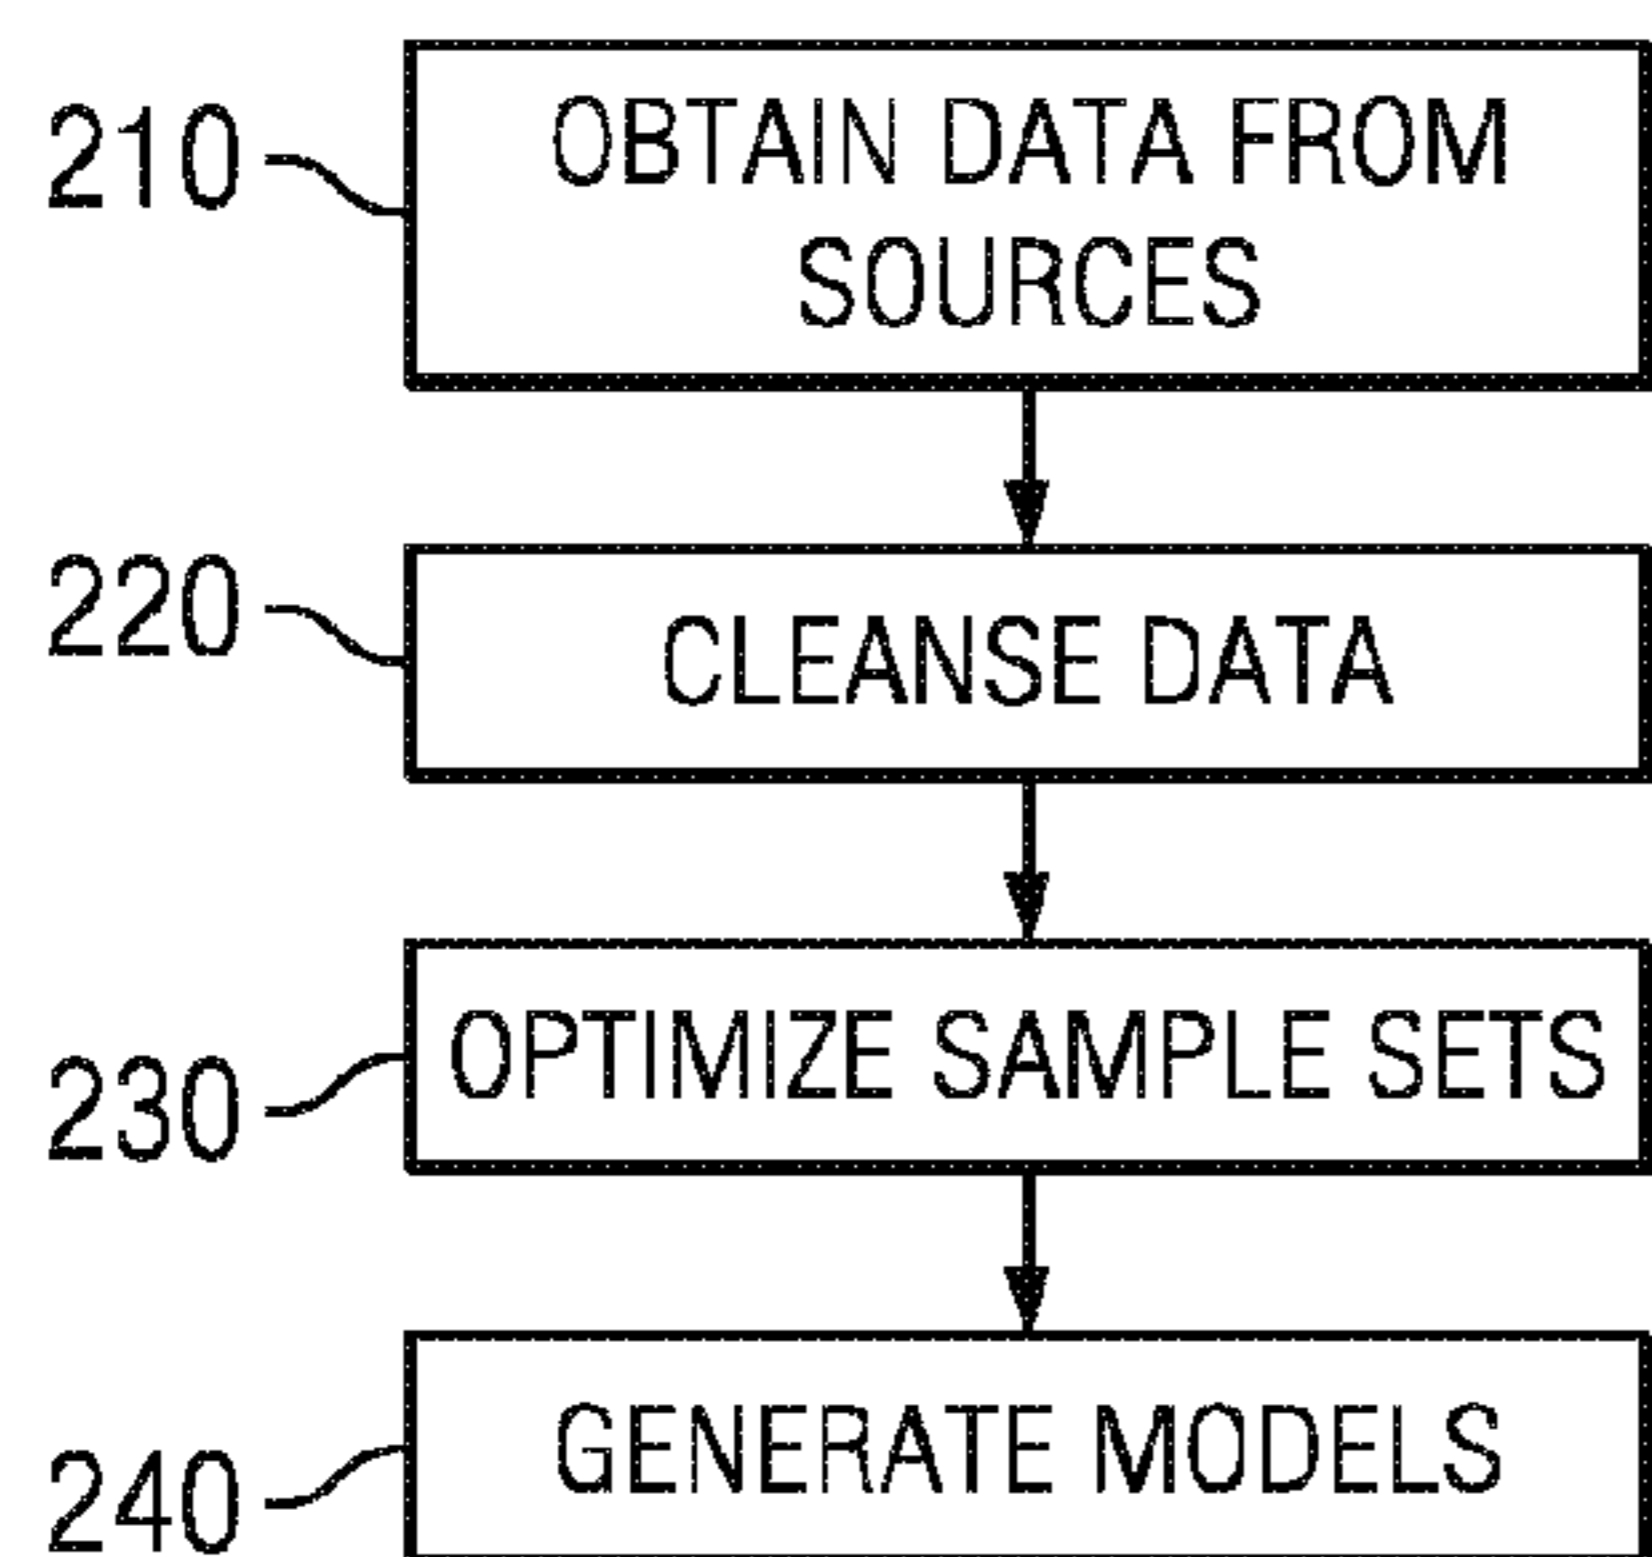 210
OBTAIN DATA FROM
SOURCES
220
CLEANSE DATA
230
OPTIMIZE SAMPLE SETS
240
GENERATE MODELS